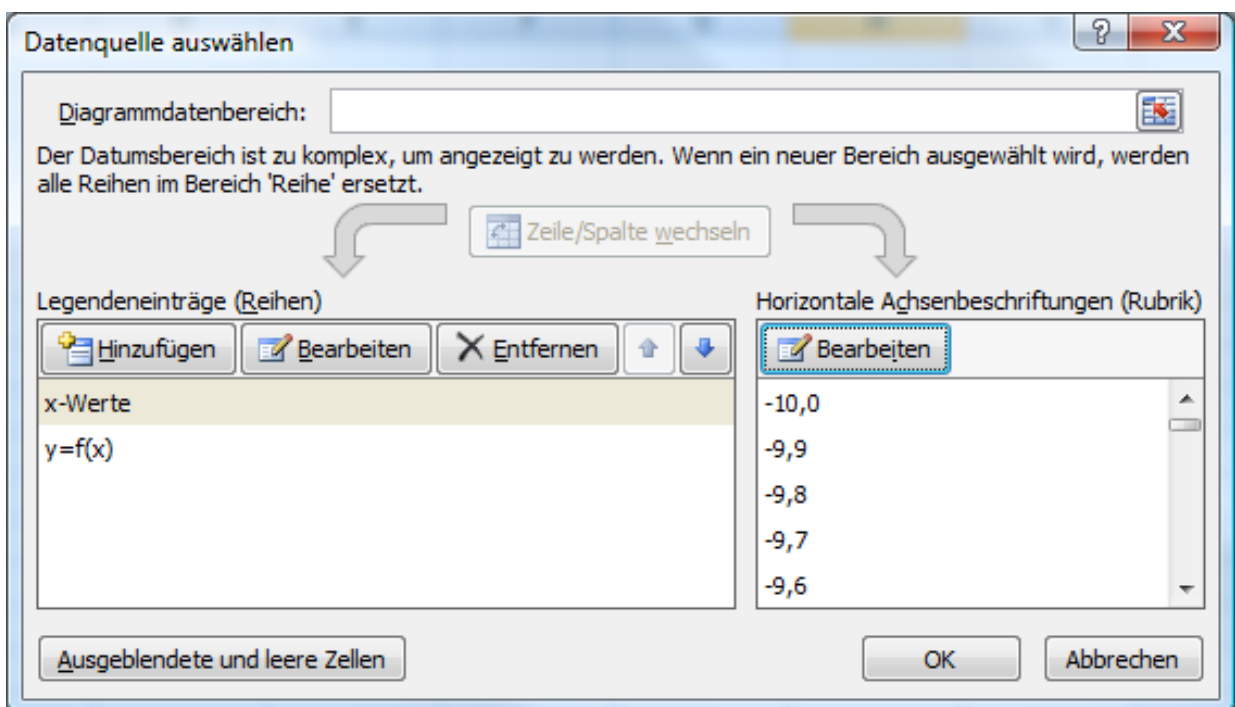 Datenquelle auswählen
Diagrammdatenbereich:
Der Datumsbereich ist zu komplex, um angezeigt zu werden. Wenn ein neuer Bereich ausgewählt wird, werden
alle Reihen im Bereich 'Reihe' ersetzt.
Zeile/Spalte wechseln
Legendeneinträge (Reihen)
Hinzufügen Bearbeiten Entfernen
x-Werte
y=f(x)
Horizontale Achsenbeschriftungen (Rubrik)
Bearbeiten
-10,0
-9,9
-9,8
-9,7
-9,6
Ausgeblendete und leere Zellen
OK Abbrechen